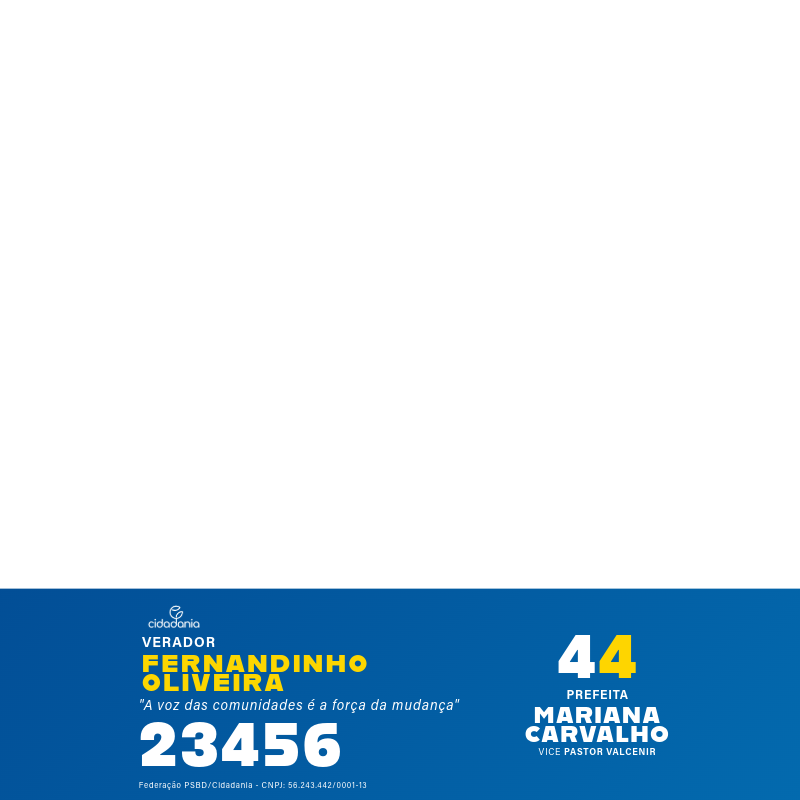 cidadania
VERADOR
FERNANDINHO
OLIVEIRA
"A voz das comunidades é a força da mudança"
23456
Federação PSBD/Cidadania - CNPJ: 56.243.442/0001-13
44
PREFEITA
MARIANA
CARVALHO
VICE PASTOR VALCENIR